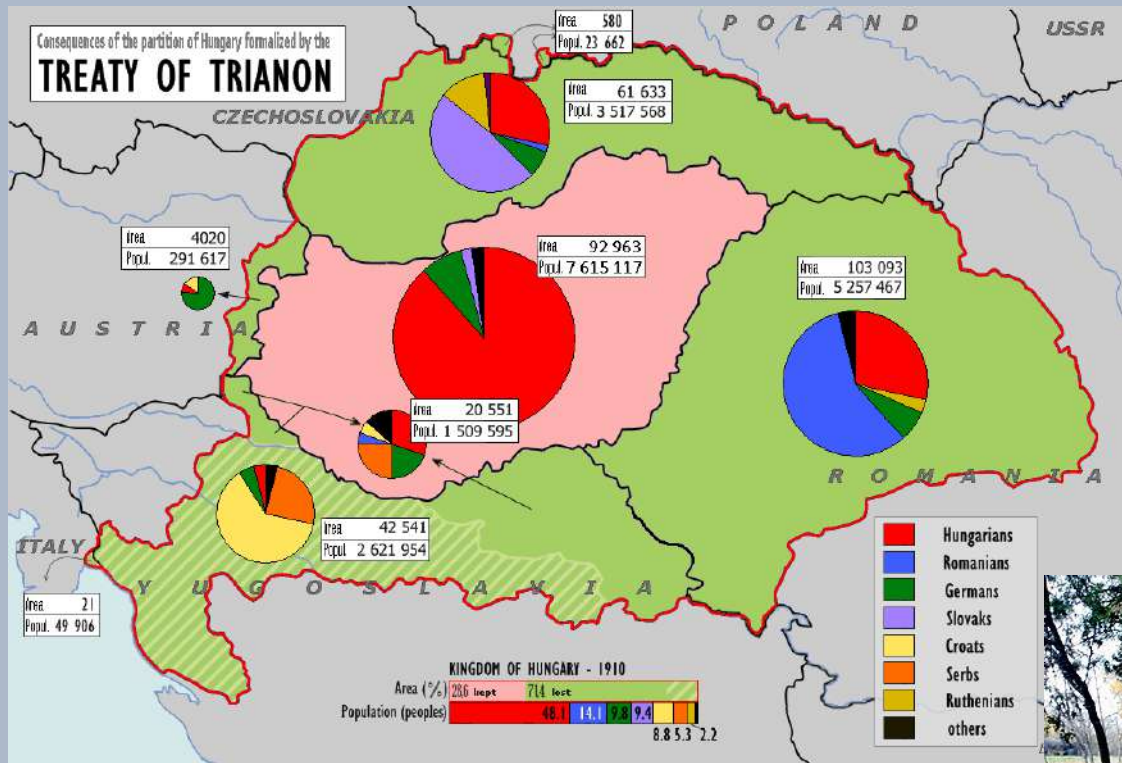 Consequences of the partition of Hungary formalized by the
TREATY OF TRIANON
Area 580
Popul. 23 662
POLAND
USSR
CZECHOSLOVAKIA
Area 61 633
Popul. 3 517 568
Area 4020
Popul. 291 617
Area 92 963
Popul. 7 615 117
Area 103 093
Popul. 5 257 467
AUSTRIA
Area 20 551
Popul. 1 509 595
ROMANIA
Area 42 541
Popul. 2 621 954
ITALY
YUGOSLAVIA
Area 21
Popul. 49 906
Hungarians
Romanians
Germans
Slovaks
Croats
Serbs
Ruthenians
others
KINGDOM OF HUNGARY - 1910
Area (%) 28.6 kept 71.4 lost
Population (peoples) 48.1 14.1 9.8 9.4
8.8 5.3 2.2